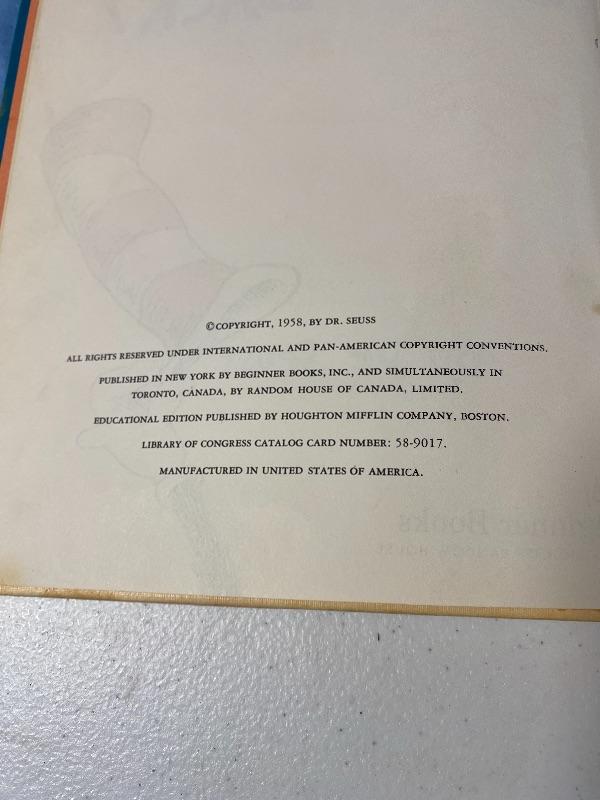 ©COPYRIGHT, 1958, BY DR. SEUSS
ALL RIGHTS RESERVED UNDER INTERNATIONAL AND PAN-AMERICAN COPYRIGHT CONVENTIONS.
PUBLISHED IN NEW YORK BY BEGINNER BOOKS, INC., AND SIMULTANEOUSLY IN
TORONTO, CANADA, BY RANDOM HOUSE OF CANADA, LIMITED.
EDUCATIONAL EDITION PUBLISHED BY HOUGHTON MIFFLIN COMPANY, BOSTON.
LIBRARY OF CONGRESS CATALOG CARD NUMBER: 58-9017.
MANUFACTURED IN UNITED STATES OF AMERICA.